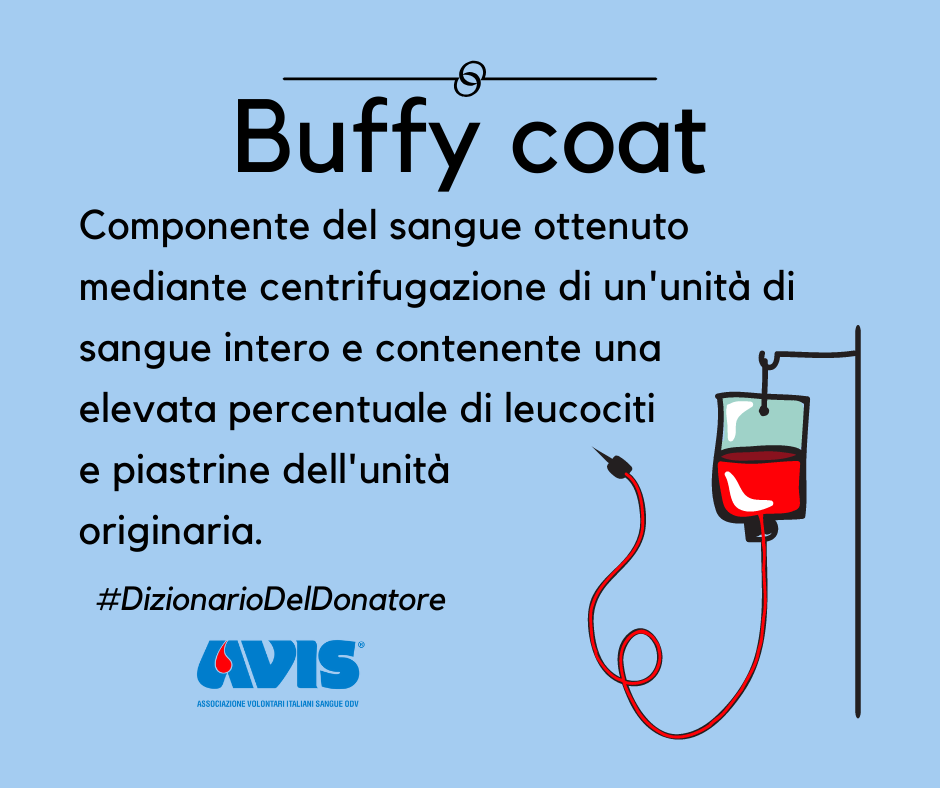 Buffy coat
Componente del sangue ottenuto
mediante centrifugazione di un'unità di
sangue intero e contenente una
elevata percentuale di leucociti
e piastrine dell'unità
originaria.
#DizionarioDelDonatore
AVIS®
ASSOCIAZIONE VOLONTARI ITALIANI SANGUE ODV